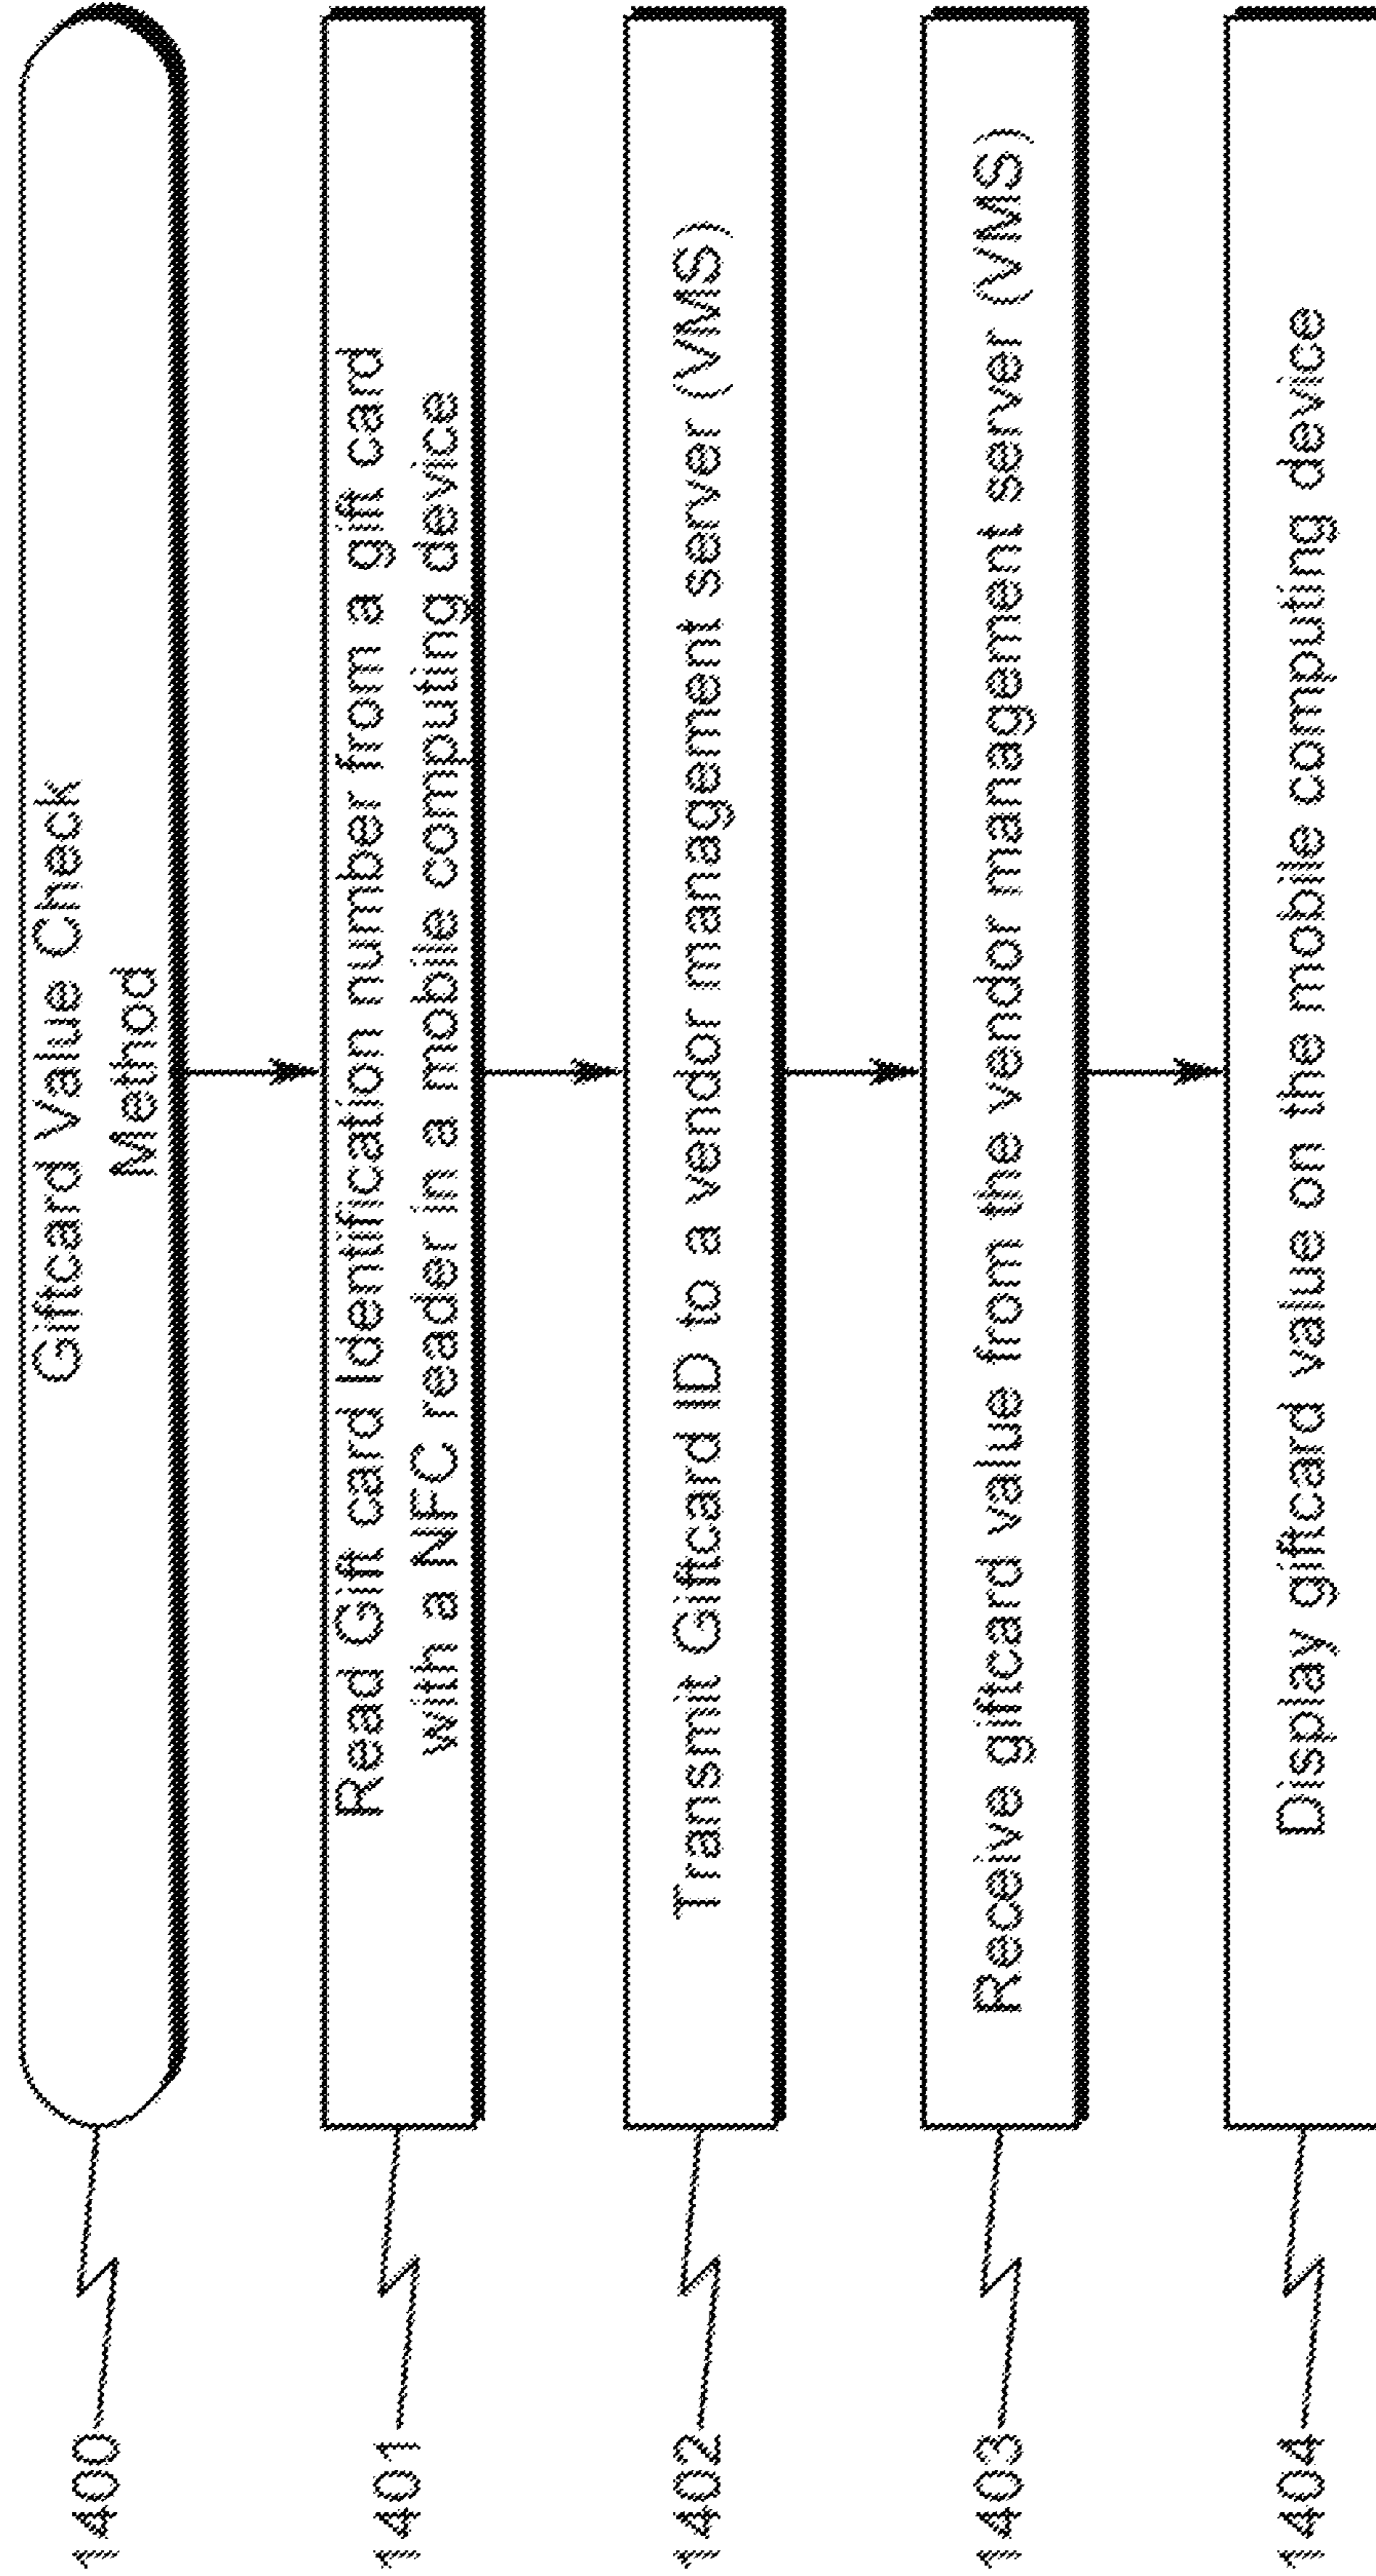 1400
Giftcard Value Check
Method
1401
Read Gift card Identification number from a gift card
with a NFC reader in a mobile computing device
1402
Transmit Giftcard ID to a vendor management server (VMS)
1403
Receive giftcard value from the vendor management server (VMS)
1404
Display giftcard value on the mobile computing device